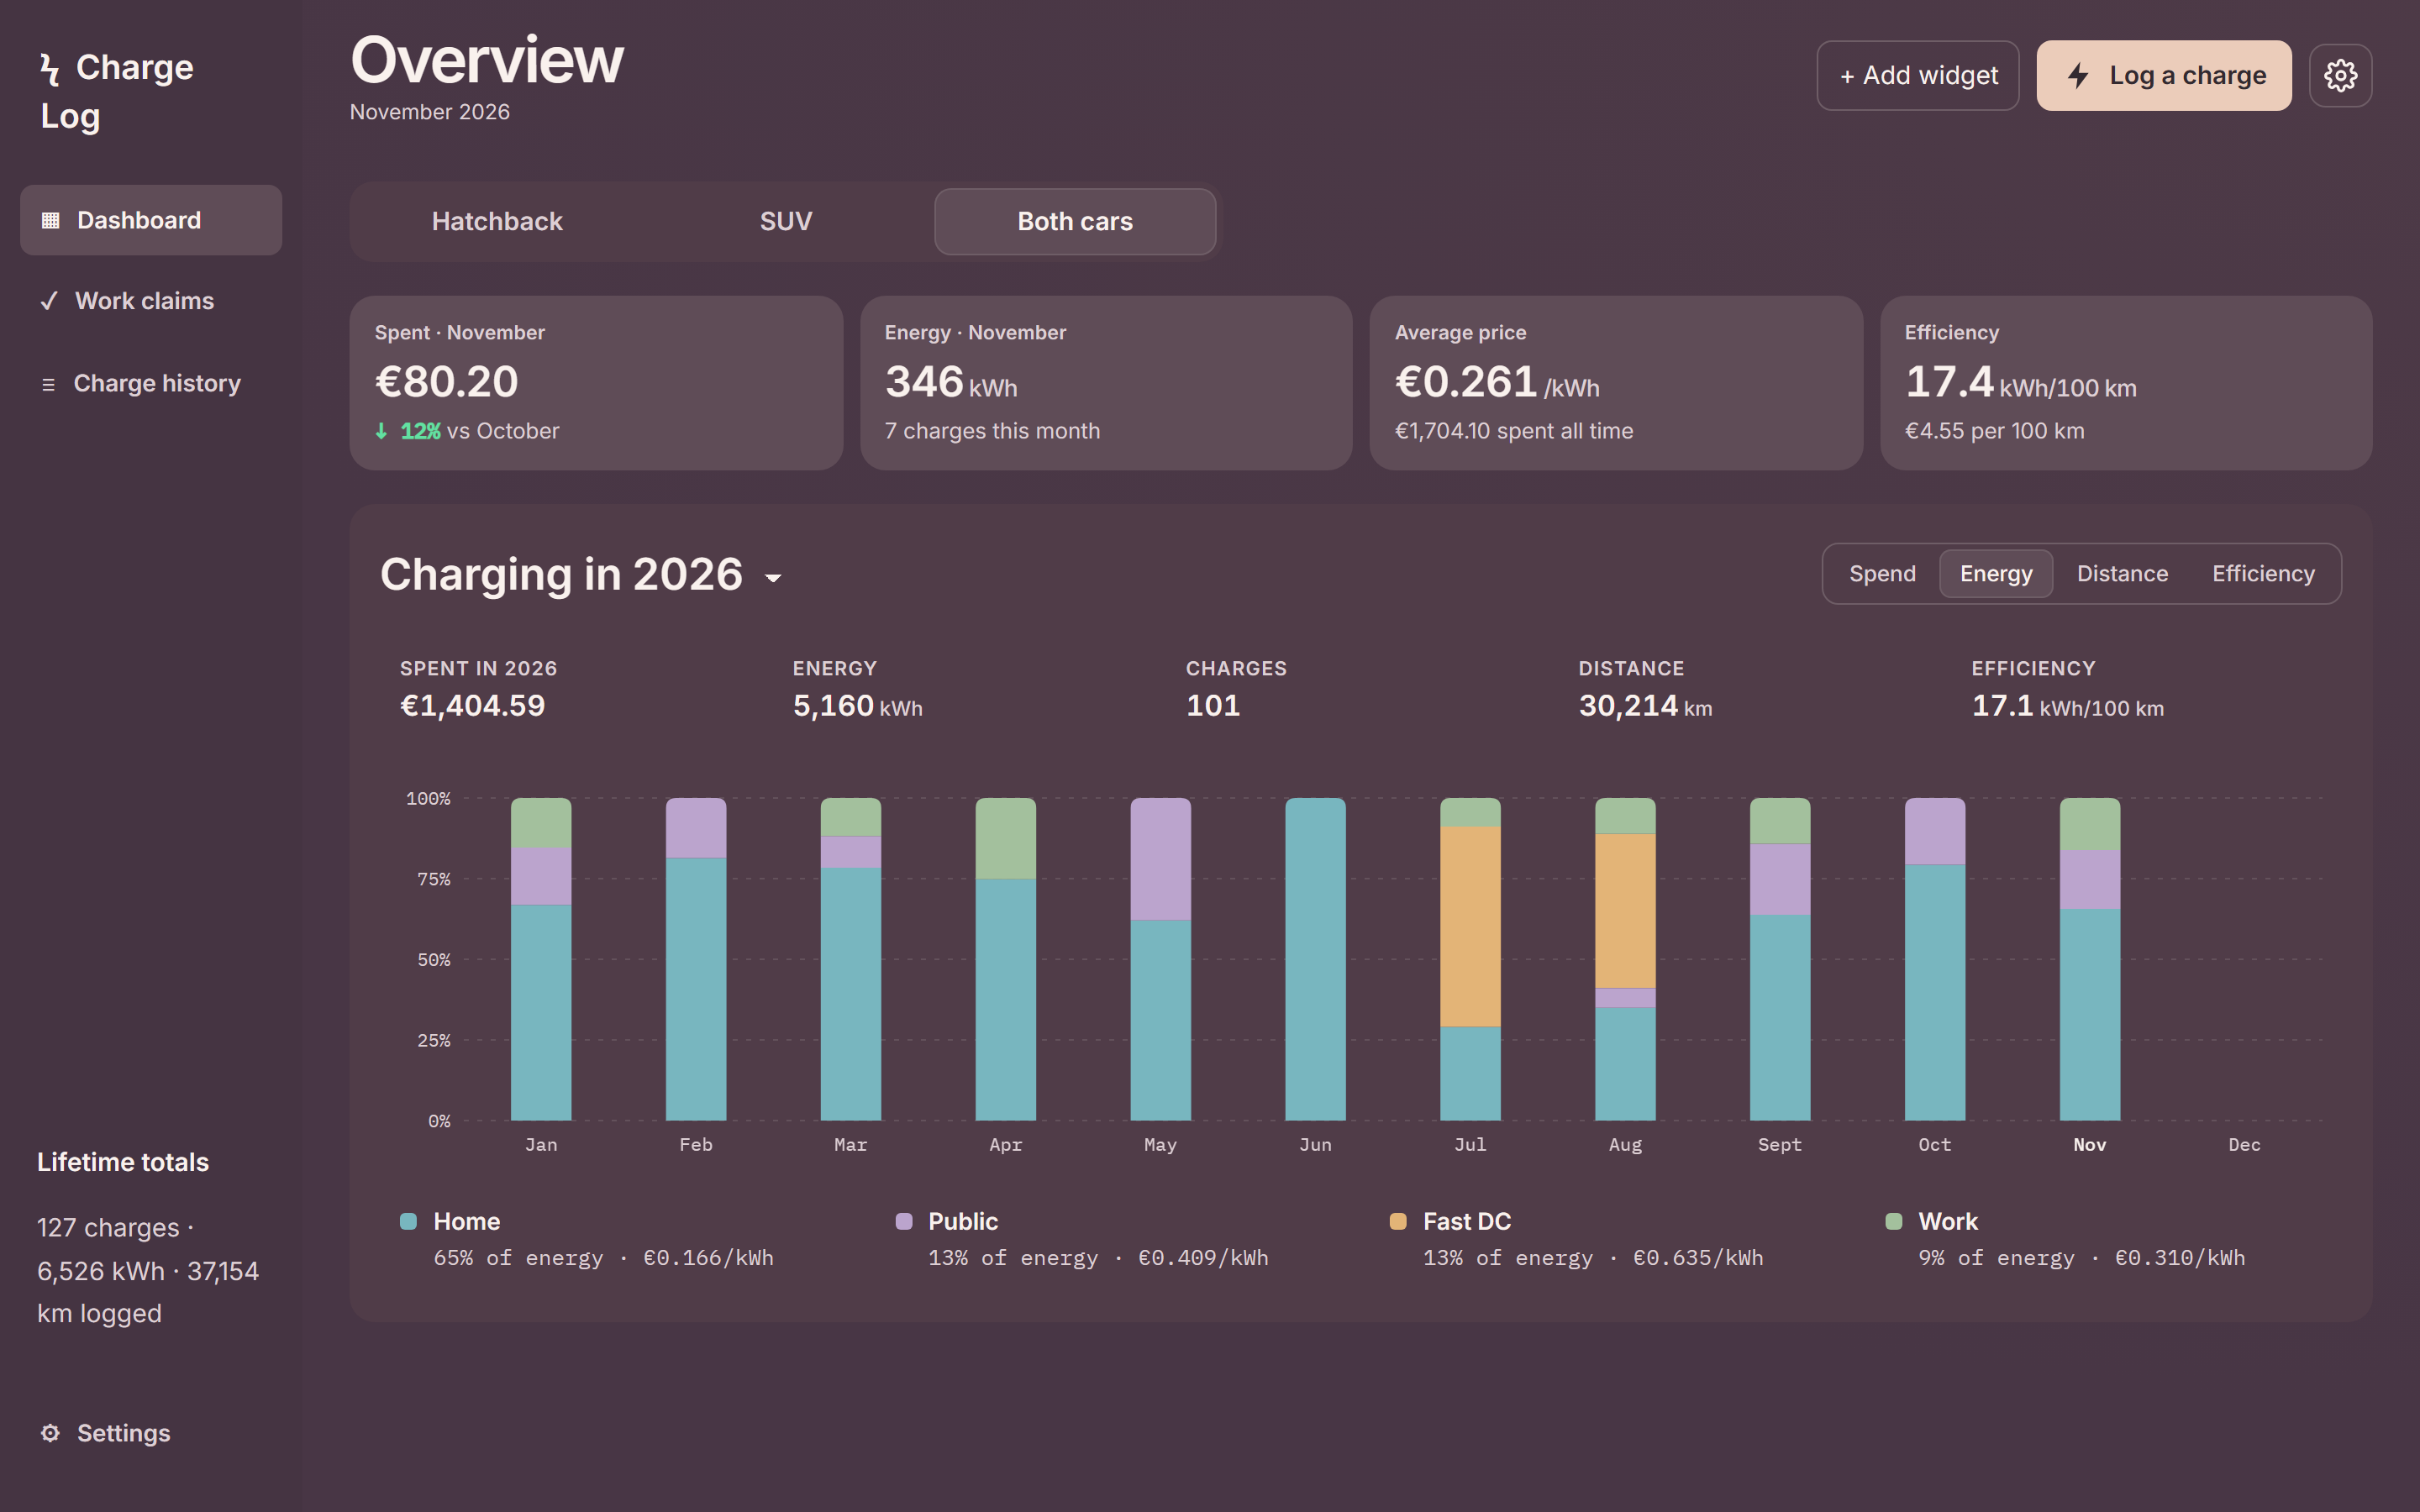 Charge
Log
Dashboard
Work claims
Charge history
Lifetime totals
127 charges ·
6,526 kWh · 37,154
km logged
Settings
Overview
November 2026
+ Add widget
Log a charge
Hatchback
SUV
Both cars
Spent · November
€80.20
↓ 12% vs October
Energy · November
346 kWh
7 charges this month
Average price
€0.261 /kWh
€1,704.10 spent all time
Efficiency
17.4 kWh/100 km
€4.55 per 100 km
Charging in 2026
Spend
Energy
Distance
Efficiency
SPENT IN 2026
€1,404.59
ENERGY
5,160 kWh
CHARGES
101
DISTANCE
30,214 km
EFFICIENCY
17.1 kWh/100 km
100%
75%
50%
25%
0%
Jan
Feb
Mar
Apr
May
Jun
Jul
Aug
Sept
Oct
Nov
Dec
Home
65% of energy · €0.166/kWh
Public
13% of energy · €0.409/kWh
Fast DC
13% of energy · €0.635/kWh
Work
9% of energy · €0.310/kWh